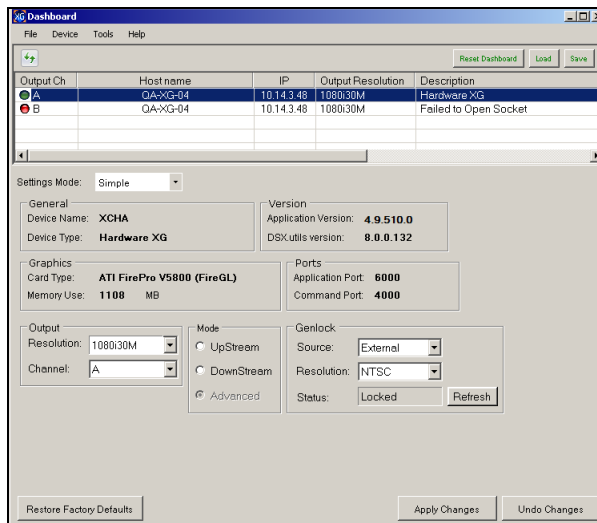 XG Dashboard
File Device Tools Help
Reset Dashboard Load Save
Output Ch Host name IP Output Resolution Description
A QA-XG-04 10.14.3.48 1080i30M Hardware XG
B QA-XG-04 10.14.3.48 1080i30M Failed to Open Socket
Settings Mode: Simple
General
Device Name: XCHA
Device Type: Hardware XG
Version
Application Version: 4.9.510.0
DSX.utils version: 8.0.0.132
Graphics
Card Type: ATI FirePro V5800 (FireGL)
Memory Use: 1108 MB
Ports
Application Port: 6000
Command Port: 4000
Output
Resolution: 1080i30M
Channel: A
Mode
UpStream
DownStream
Advanced
Genlock
Source: External
Resolution: NTSC
Status: Locked Refresh
Restore Factory Defaults Apply Changes Undo Changes